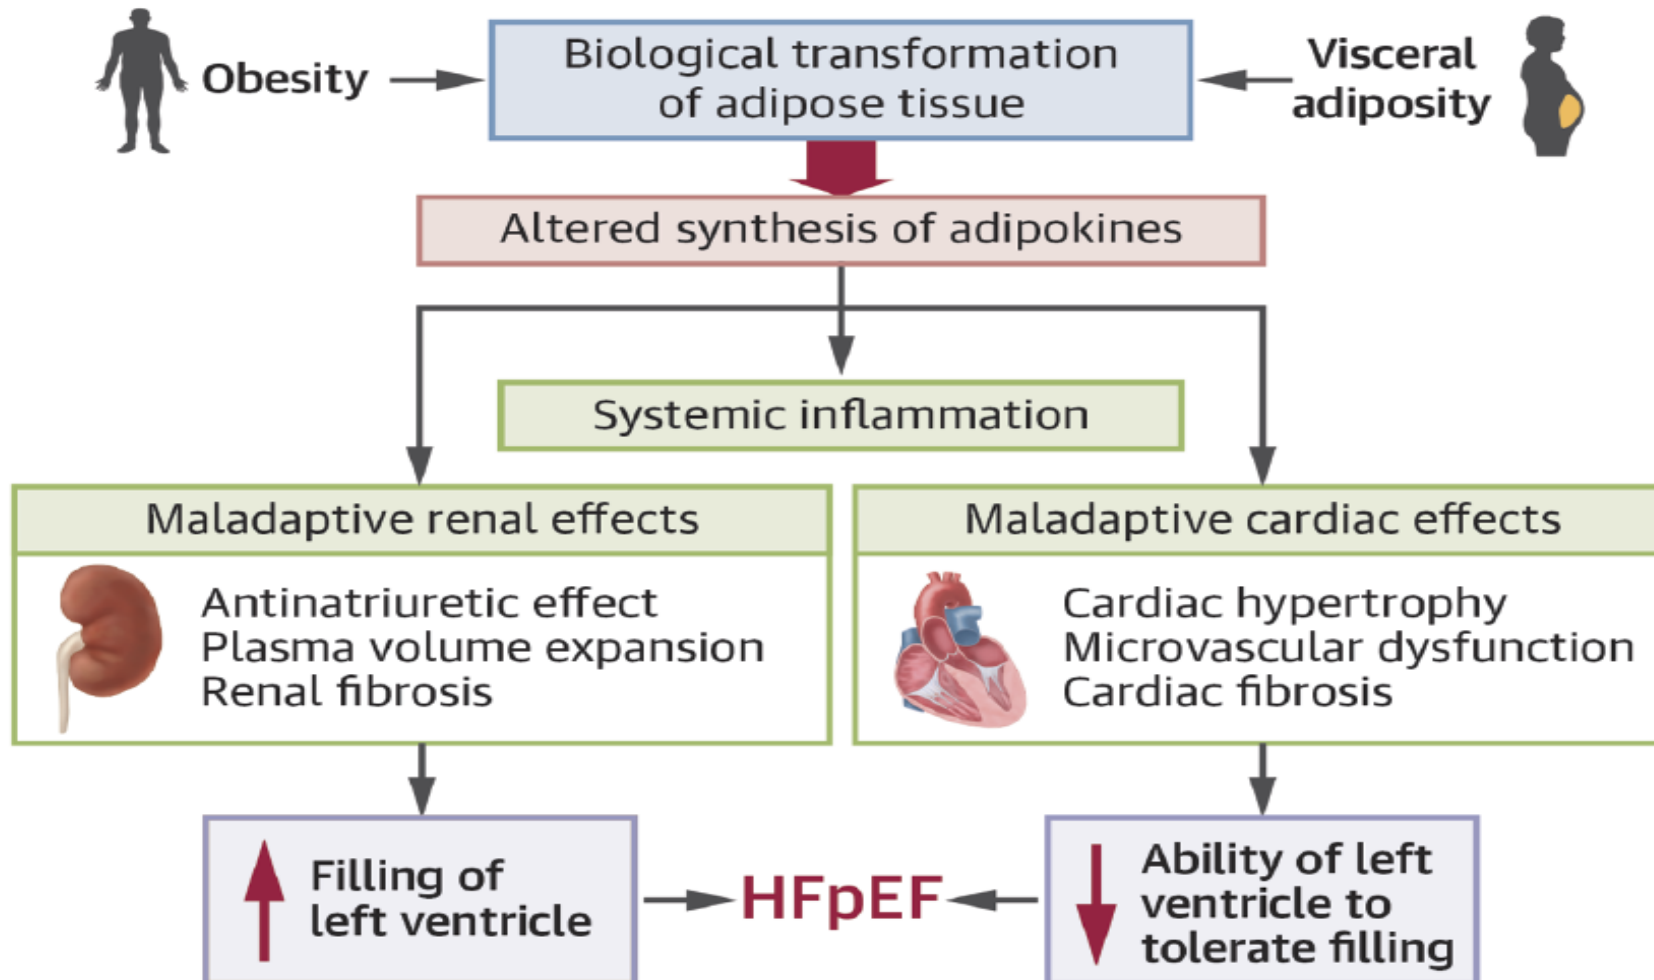 Obesity
Biological transformation
of adipose tissue
Visceral
adiposity
Altered synthesis of adipokines
Systemic inflammation
Maladaptive renal effects
Antinatriuretic effect
Plasma volume expansion
Renal fibrosis
Maladaptive cardiac effects
Cardiac hypertrophy
Microvascular dysfunction
Cardiac fibrosis
Filling of
left ventricle
HFpEF
Ability of left
ventricle to
tolerate filling